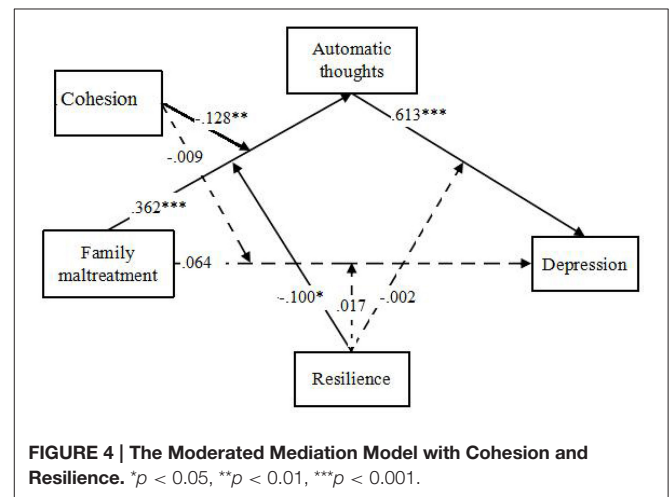 Automatic
thoughts
Cohesion
-.128**
.613***
-.009
.362***
Family
maltreatment
.064
Depression
-.100*
.017
-.002
Resilience
FIGURE 4 | The Moderated Mediation Model with Cohesion and
Resilience. *p < 0.05, **p < 0.01, ***p < 0.001.